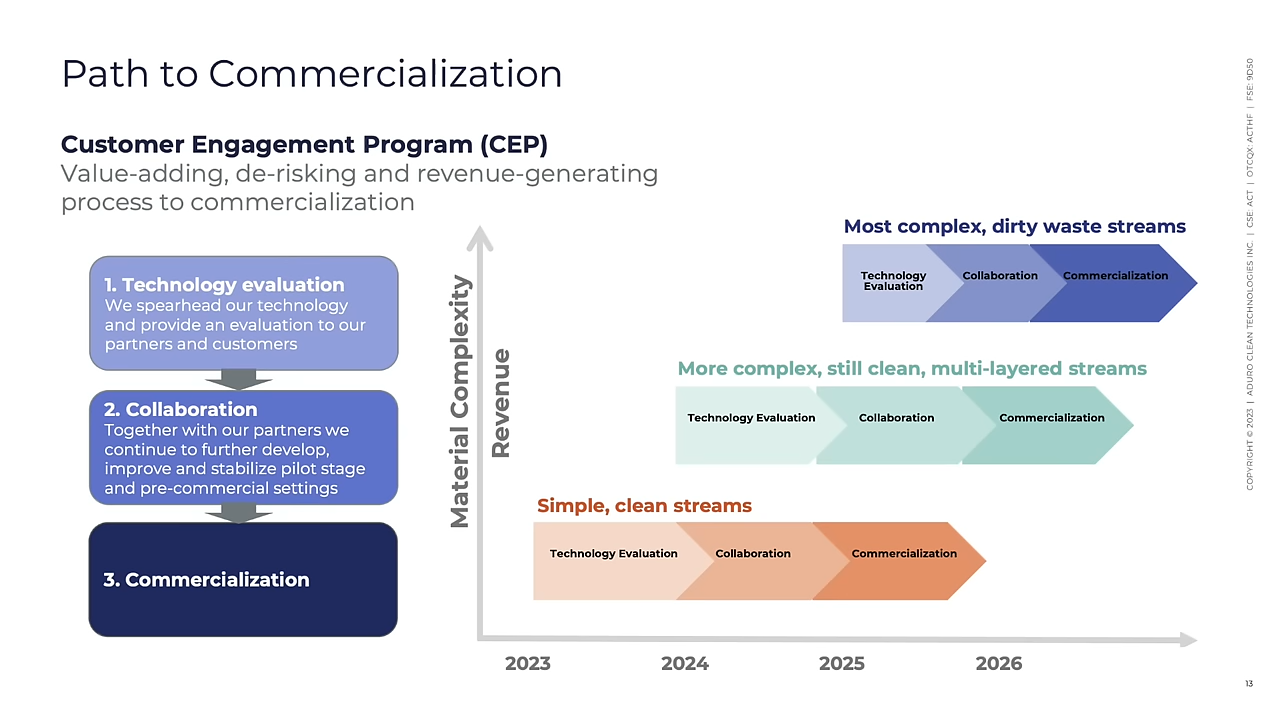 Path to Commercialization
Customer Engagement Program (CEP)
Value-adding, de-risking and revenue-generating
process to commercialization
1. Technology evaluation
We spearhead our technology
and provide an evaluation to our
partners and customers
2. Collaboration
Together with our partners we
continue to further develop,
improve and stabilize pilot stage
and pre-commercial settings
3. Commercialization
Material Complexity
Revenue
Most complex, dirty waste streams
Technology
Evaluation
Collaboration
Commercialization
More complex, still clean, multi-layered streams
Technology Evaluation
Collaboration
Commercialization
Simple, clean streams
Technology Evaluation
Collaboration
Commercialization
2023
2024
2025
2026
COPYRIGHT © 2023 | ADURO CLEAN TECHNOLOGIES INC. | CSE: ACT | OTCQX: ACTHF | FSE: 9D50
13